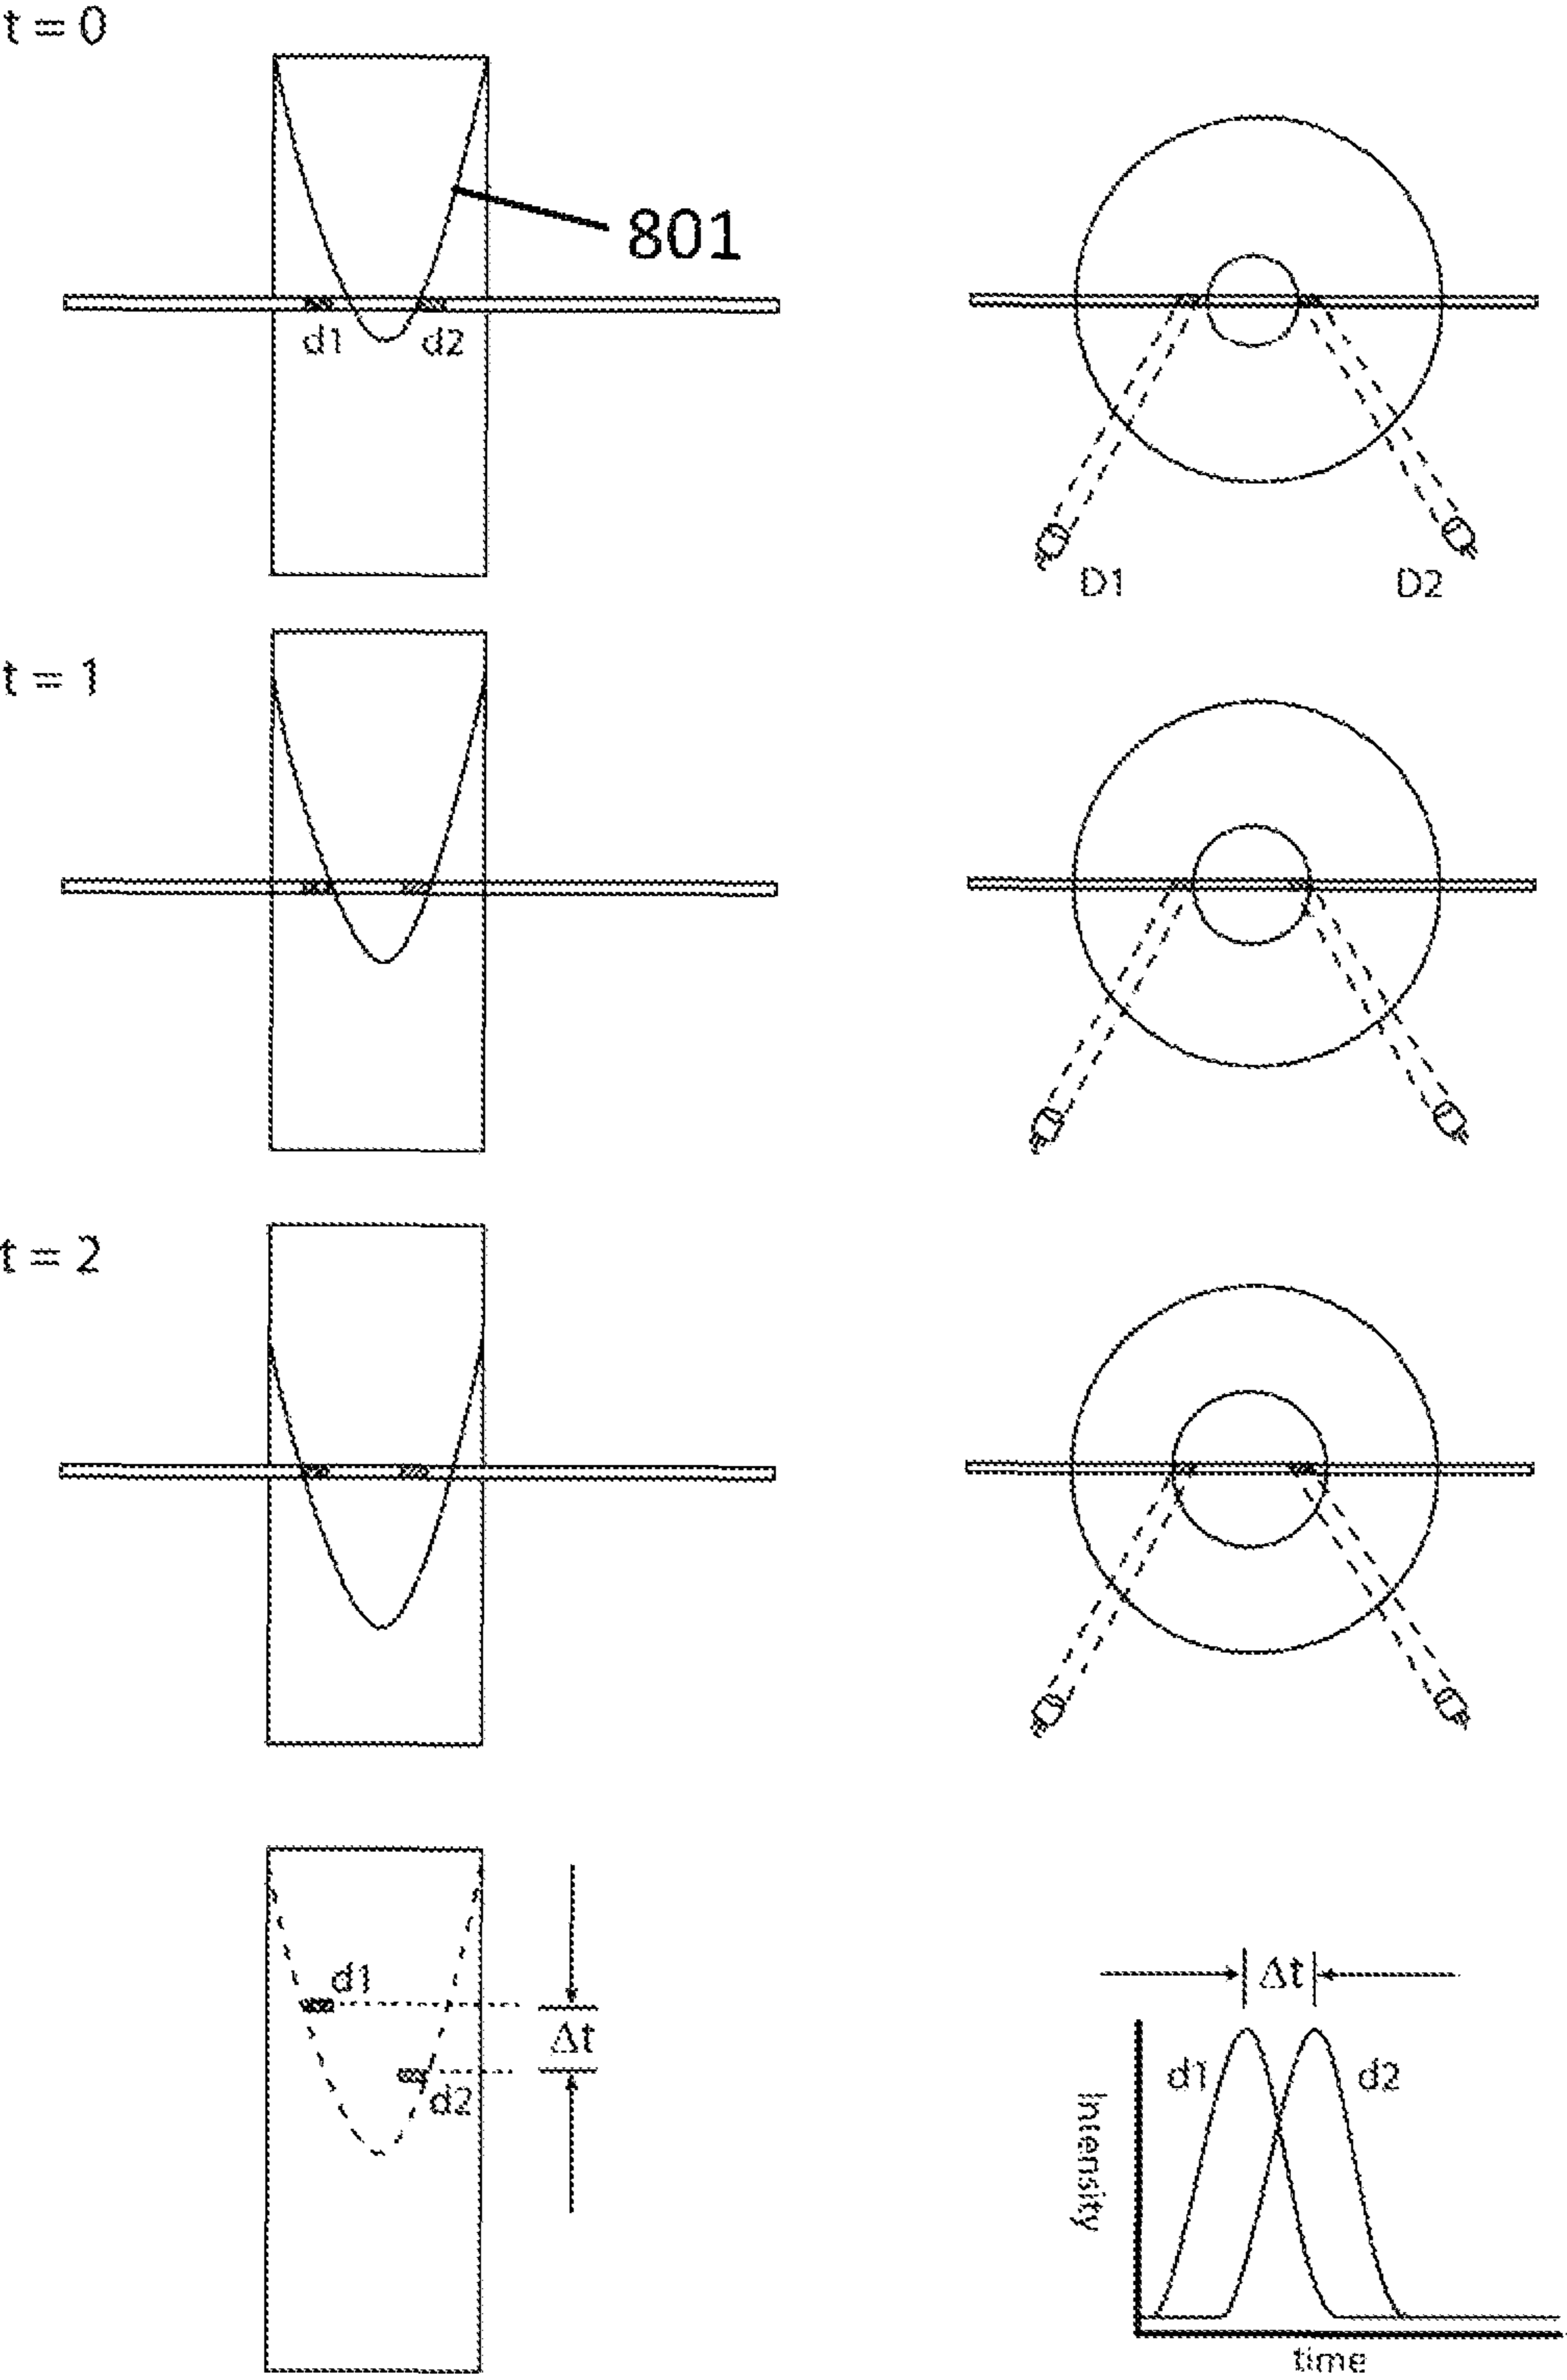 t = 0
801
d1
d2
D1
D2
t = 1
t = 2
d1
Δt
d2
Δt
d1
d2
Intensity
time